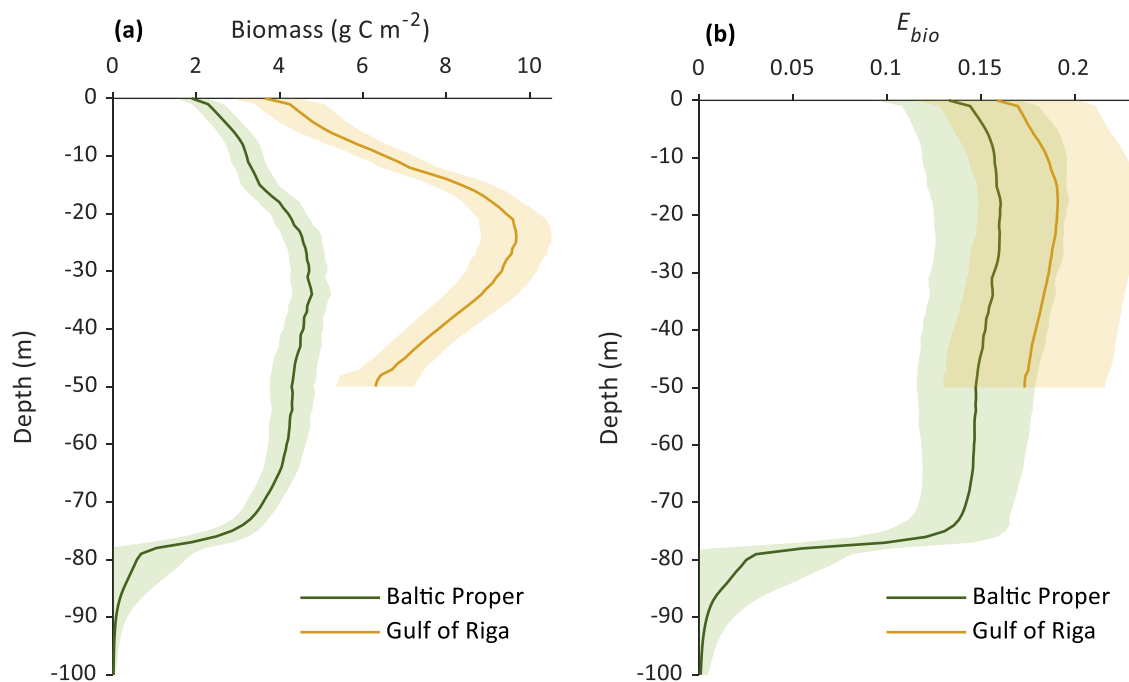 (a) Biomass (g C m⁻²)
0 2 4 6 8 10
0
-10
-20
-30
-40
-50
-60
-70
-80
-90
-100
Depth (m)
Baltic Proper
Gulf of Riga
(b) E_bio
0 0.05 0.1 0.15 0.2
0
-10
-20
-30
-40
-50
-60
-70
-80
-90
-100
Depth (m)
Baltic Proper
Gulf of Riga